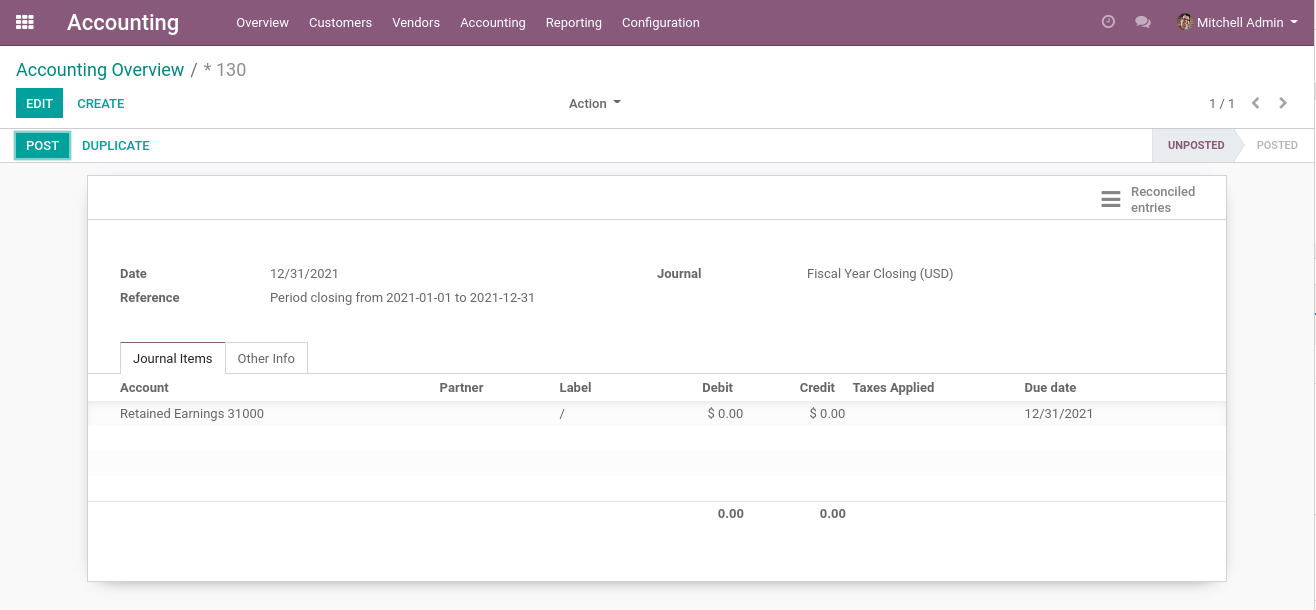 Accounting Overview Customers Vendors Accounting Reporting Configuration Mitchell Admin
Accounting Overview / * 130
EDIT CREATE Action 1 / 1
POST DUPLICATE UNPOSTED POSTED
Reconciled
entries
Date 12/31/2021 Journal Fiscal Year Closing (USD)
Reference Period closing from 2021-01-01 to 2021-12-31
Journal Items Other Info
Account Partner Label Debit Credit Taxes Applied Due date
Retained Earnings 31000 / $ 0.00 $ 0.00 12/31/2021
0.00 0.00